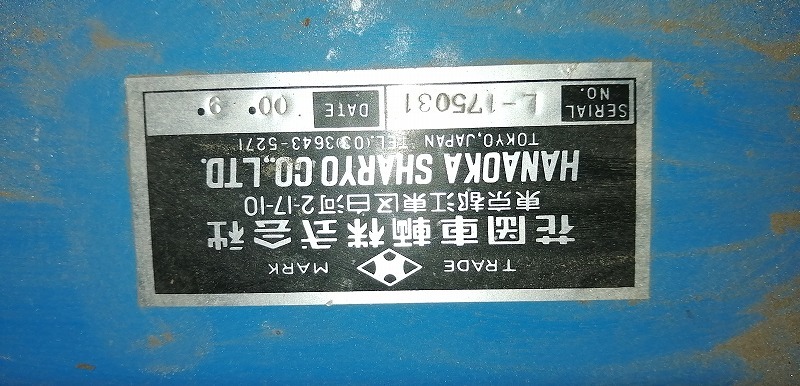 TRADE MARK
花岡車輌株式会社
東京都江東区白河2-17-10
HANAOKA SHARYO CO.,LTD.
TOKYO,JAPAN TEL(03)3643-5271
SERIAL NO. L-175031 DATE 00. 9.